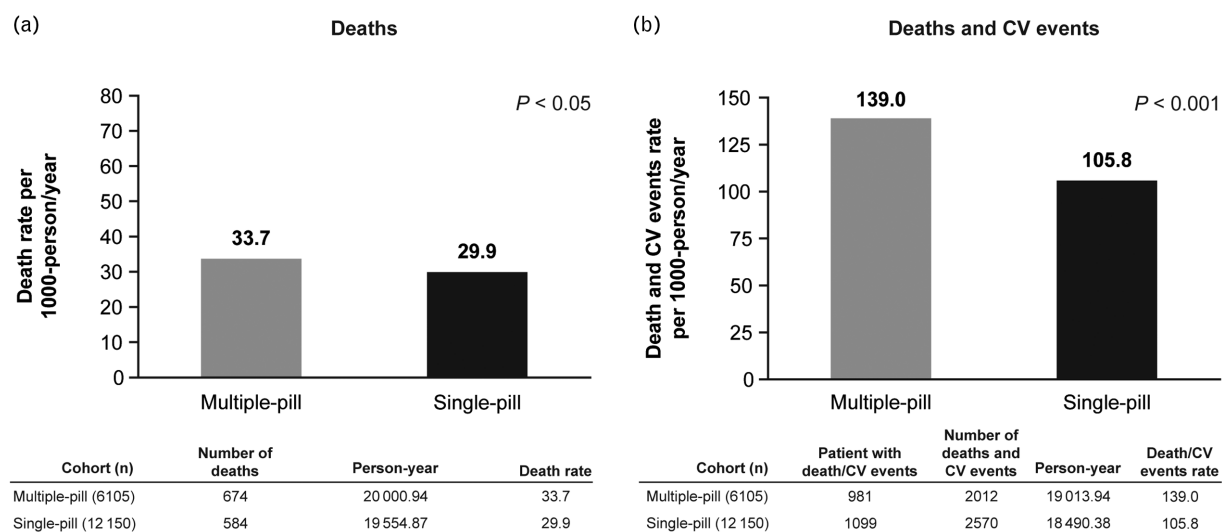 (a)
Deaths
P < 0.05
Death rate per
1000-person/year
80
70
60
50
40
30
20
10
0
33.7
29.9
Multiple-pill
Single-pill
Cohort (n) Number of deaths Person-year Death rate
Multiple-pill (6105) 674 20 000.94 33.7
Single-pill (12 150) 584 19 554.87 29.9
(b)
Deaths and CV events
P < 0.001
Death and CV events rate
per 1000-person/year
150
125
100
75
50
25
0
139.0
105.8
Multiple-pill
Single-pill
Cohort (n) Patient with death/CV events Number of deaths and CV events Person-year Death/CV events rate
Multiple-pill (6105) 981 2012 19 013.94 139.0
Single-pill (12 150) 1099 2570 18 490.38 105.8